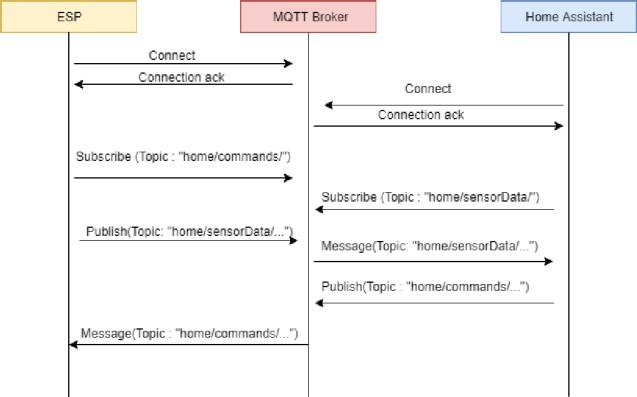 ESP
MQTT Broker
Home Assistant
Connect
Connection ack
Connect
Connection ack
Subscribe (Topic : "home/commands/")
Subscribe (Topic : "home/sensorData/")
Publish(Topic: "home/sensorData/...")
Message(Topic: "home/sensorData/...")
Publish(Topic : "home/commands/...")
Message(Topic : "home/commands/...")